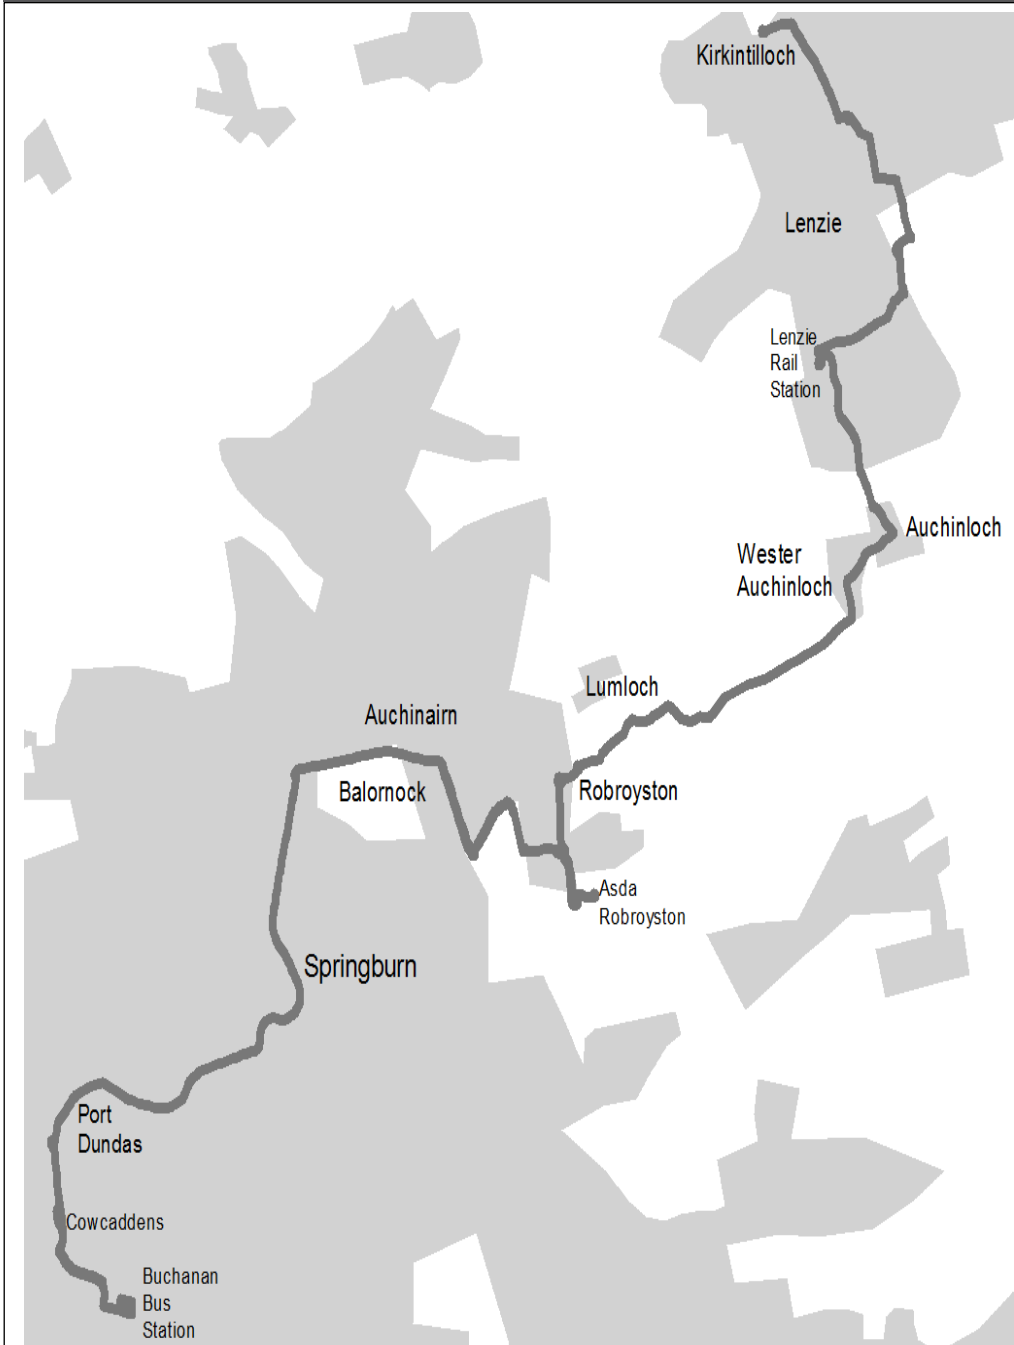 Kirkintilloch
Lenzie
Lenzie
Rail
Station
Auchinloch
Wester
Auchinloch
Lumloch
Auchinairn
Balornock
Robroyston
Asda
Robroyston
Springburn
Port
Dundas
Cowcaddens
Buchanan
Bus
Station